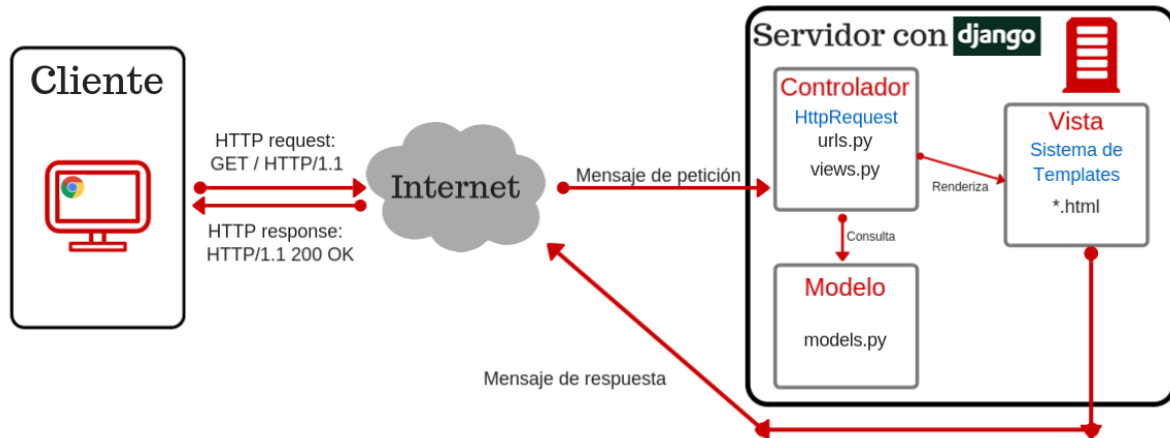 Cliente
HTTP request:
GET / HTTP/1.1
HTTP response:
HTTP/1.1 200 OK
Internet
Mensaje de petición
Mensaje de respuesta
Servidor con django
Controlador
HttpRequest
urls.py
views.py
Renderiza
Consulta
Modelo
models.py
Vista
Sistema de
Templates
*.html